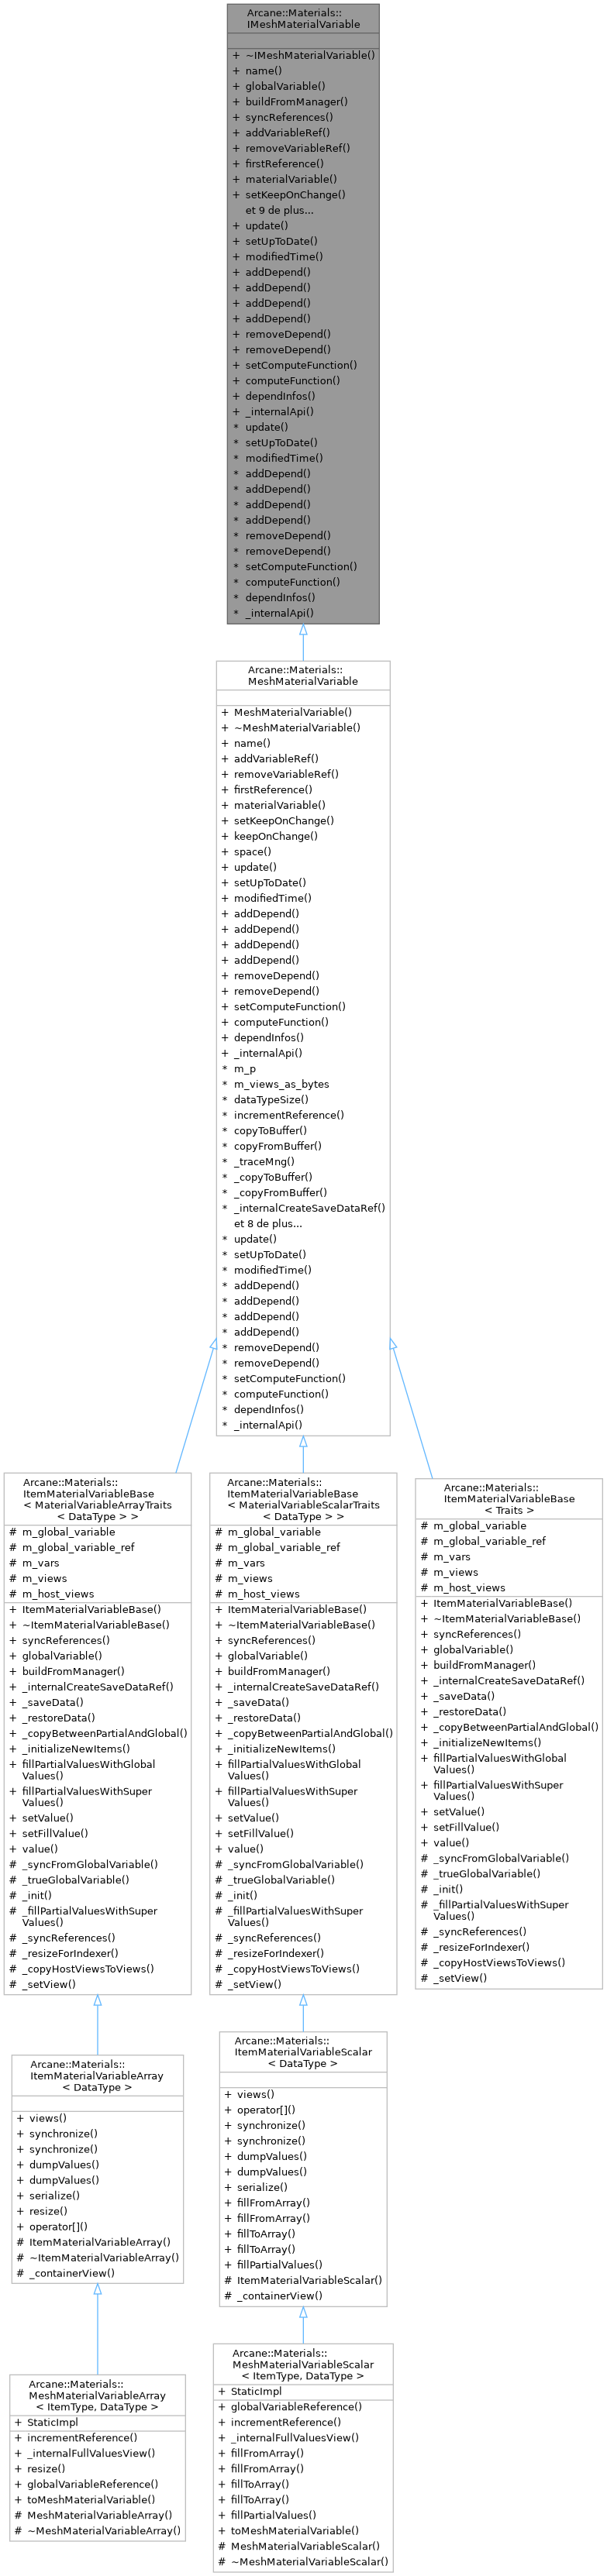 Arcane::Materials::
IMeshMaterialVariable
+ ~IMeshMaterialVariable()
+ name()
+ globalVariable()
+ buildFromManager()
+ syncReferences()
+ addVariableRef()
+ removeVariableRef()
+ firstReference()
+ materialVariable()
+ setKeepOnChange()
et 9 de plus...
+ update()
+ setUpToDate()
+ modifiedTime()
+ addDepend()
+ addDepend()
+ addDepend()
+ addDepend()
+ removeDepend()
+ removeDepend()
+ setComputeFunction()
+ computeFunction()
+ dependInfos()
+ _internalApi()
* update()
* setUpToDate()
* modifiedTime()
* addDepend()
* addDepend()
* addDepend()
* addDepend()
* removeDepend()
* removeDepend()
* setComputeFunction()
* computeFunction()
* dependInfos()
* _internalApi()
Arcane::Materials::
MeshMaterialVariable
+ MeshMaterialVariable()
+ ~MeshMaterialVariable()
+ name()
+ addVariableRef()
+ removeVariableRef()
+ firstReference()
+ materialVariable()
+ setKeepOnChange()
+ keepOnChange()
+ space()
+ update()
+ setUpToDate()
+ modifiedTime()
+ addDepend()
+ addDepend()
+ addDepend()
+ addDepend()
+ removeDepend()
+ removeDepend()
+ setComputeFunction()
+ computeFunction()
+ dependInfos()
+ _internalApi()
* m_p
* m_views_as_bytes
* dataTypeSize()
* incrementReference()
* copyToBuffer()
* copyFromBuffer()
* _traceMng()
* _copyToBuffer()
* _copyFromBuffer()
* _internalCreateSaveDataRef()
et 8 de plus...
* update()
* setUpToDate()
* modifiedTime()
* addDepend()
* addDepend()
* addDepend()
* addDepend()
* removeDepend()
* removeDepend()
* setComputeFunction()
* computeFunction()
* dependInfos()
* _internalApi()
Arcane::Materials::
ItemMaterialVariableBase
< MaterialVariableArrayTraits
< DataType > >
# m_global_variable
# m_global_variable_ref
# m_vars
# m_views
# m_host_views
+ ItemMaterialVariableBase()
+ ~ItemMaterialVariableBase()
+ syncReferences()
+ globalVariable()
+ buildFromManager()
+ _internalCreateSaveDataRef()
+ _saveData()
+ _restoreData()
+ _copyBetweenPartialAndGlobal()
+ _initializeNewItems()
+ fillPartialValuesWithGlobal
Values()
+ fillPartialValuesWithSuper
Values()
+ setValue()
+ setFillValue()
+ value()
# _syncFromGlobalVariable()
# _trueGlobalVariable()
# _init()
# _fillPartialValuesWithSuper
Values()
# _syncReferences()
# _resizeForIndexer()
# _copyHostViewsToViews()
# _setView()
Arcane::Materials::
ItemMaterialVariableBase
< MaterialVariableScalarTraits
< DataType > >
# m_global_variable
# m_global_variable_ref
# m_vars
# m_views
# m_host_views
+ ItemMaterialVariableBase()
+ ~ItemMaterialVariableBase()
+ syncReferences()
+ globalVariable()
+ buildFromManager()
+ _internalCreateSaveDataRef()
+ _saveData()
+ _restoreData()
+ _copyBetweenPartialAndGlobal()
+ _initializeNewItems()
+ fillPartialValuesWithGlobal
Values()
+ fillPartialValuesWithSuper
Values()
+ setValue()
+ setFillValue()
+ value()
# _syncFromGlobalVariable()
# _trueGlobalVariable()
# _init()
# _fillPartialValuesWithSuper
Values()
# _syncReferences()
# _resizeForIndexer()
# _copyHostViewsToViews()
# _setView()
Arcane::Materials::
ItemMaterialVariableBase
< Traits >
# m_global_variable
# m_global_variable_ref
# m_vars
# m_views
# m_host_views
+ ItemMaterialVariableBase()
+ ~ItemMaterialVariableBase()
+ syncReferences()
+ globalVariable()
+ buildFromManager()
+ _internalCreateSaveDataRef()
+ _saveData()
+ _restoreData()
+ _copyBetweenPartialAndGlobal()
+ _initializeNewItems()
+ fillPartialValuesWithGlobal
Values()
+ fillPartialValuesWithSuper
Values()
+ setValue()
+ setFillValue()
+ value()
# _syncFromGlobalVariable()
# _trueGlobalVariable()
# _init()
# _fillPartialValuesWithSuper
Values()
# _syncReferences()
# _resizeForIndexer()
# _copyHostViewsToViews()
# _setView()
Arcane::Materials::
ItemMaterialVariableArray
< DataType >
+ views()
+ synchronize()
+ synchronize()
+ dumpValues()
+ dumpValues()
+ serialize()
+ resize()
+ operator[]()
# ItemMaterialVariableArray()
# ~ItemMaterialVariableArray()
# _containerView()
Arcane::Materials::
ItemMaterialVariableScalar
< DataType >
+ views()
+ operator[]()
+ synchronize()
+ synchronize()
+ dumpValues()
+ dumpValues()
+ serialize()
+ fillFromArray()
+ fillFromArray()
+ fillToArray()
+ fillToArray()
+ fillPartialValues()
# ItemMaterialVariableScalar()
# _containerView()
Arcane::Materials::
MeshMaterialVariableArray
< ItemType, DataType >
+ StaticImpl
+ incrementReference()
+ _internalFullValuesView()
+ resize()
+ globalVariableReference()
+ toMeshMaterialVariable()
# MeshMaterialVariableArray()
# ~MeshMaterialVariableArray()
Arcane::Materials::
MeshMaterialVariableScalar
< ItemType, DataType >
+ StaticImpl
+ globalVariableReference()
+ incrementReference()
+ _internalFullValuesView()
+ fillFromArray()
+ fillFromArray()
+ fillToArray()
+ fillToArray()
+ fillPartialValues()
+ toMeshMaterialVariable()
# MeshMaterialVariableScalar()
# ~MeshMaterialVariableScalar()